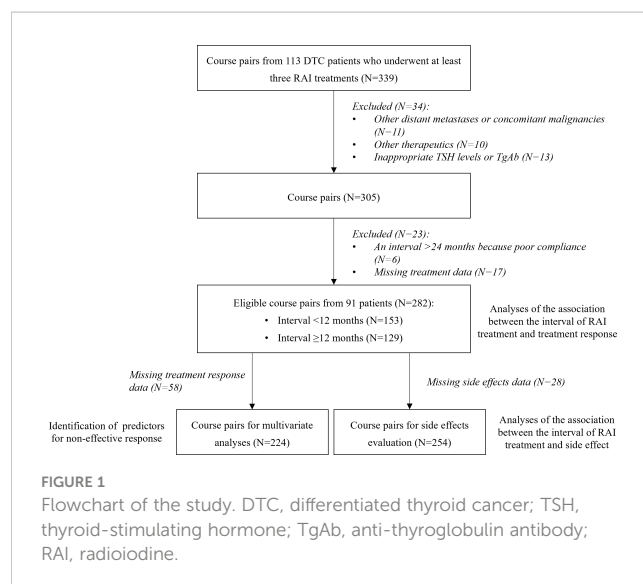 Course pairs from 113 DTC patients who underwent at least
three RAI treatments (N=339)
Excluded (N=34):
• Other distant metastases or concomitant malignancies
(N−11)
• Other therapeutics (N=10)
• Inappropriate TSH levels or TgAb (N−13)
Course pairs (N=305)
Excluded (N=23):
• An interval >24 months because poor compliance
(N=6)
• Missing treatment data (N−17)
Eligible course pairs from 91 patients (N=282):
• Interval <12 months (N=153)
• Interval ≥12 months (N=129)
Analyses of the association
between the interval of RAI
treatment and treatment response
Missing treatment response
data (N=58)
Missing side effects data (N−28)
Identification of predictors
for non-effective response
Course pairs for multivariate
analyses (N=224)
Course pairs for side effects
evaluation (N=254)
Analyses of the association
between the interval of RAI
treatment and side effect
FIGURE 1
Flowchart of the study. DTC, differentiated thyroid cancer; TSH,
thyroid-stimulating hormone; TgAb, anti-thyroglobulin antibody;
RAI, radioiodine.